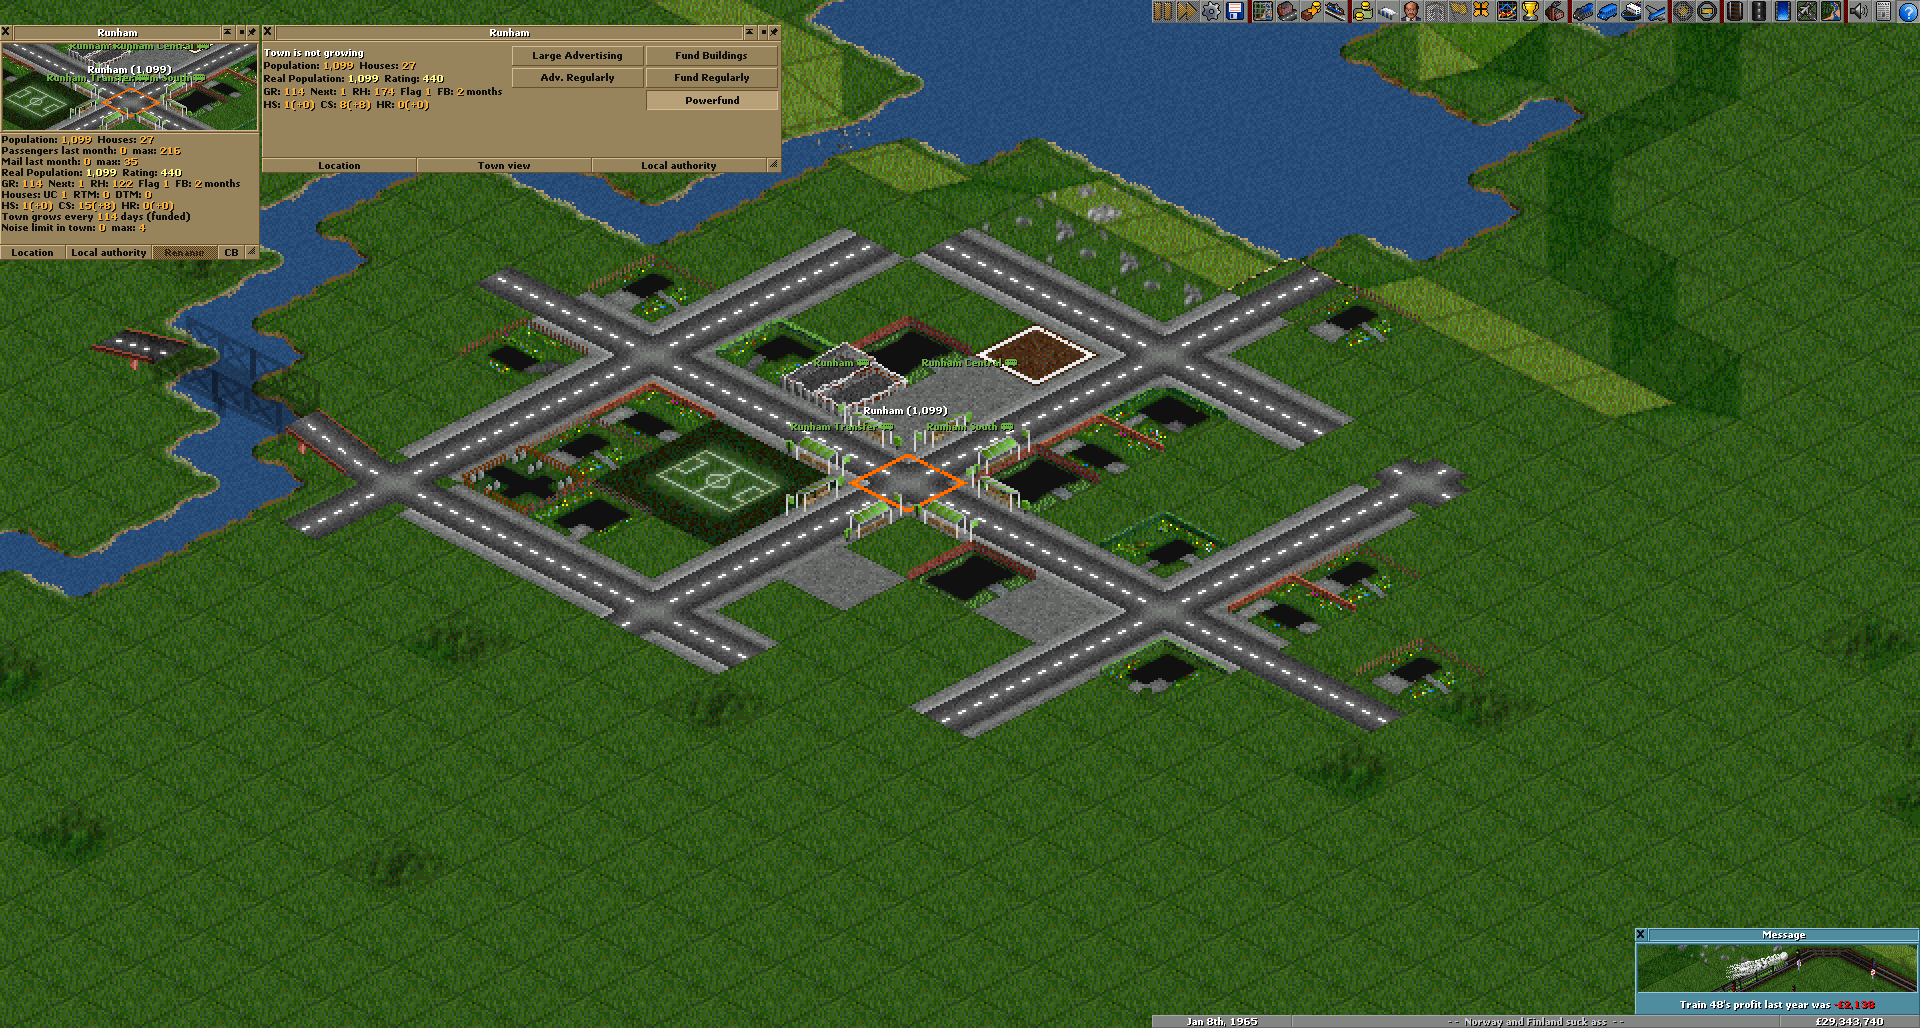 Runham
Runham Runham Central
Runham (1,099)
Population: 1,099 Houses: 27
Passengers last month: 0 max: 216
Mail last month: 0 max: 35
Real Population: 1,099 Rating: 440
GR: 114 Next: 1 RH: 122 Flag 1 FB: 2 months
Houses: UC 1 RTM: 0 DTM: 0
HS: 1(+0) CS: 15(+8) HR: 0(+0)
Town grows every 114 days (funded)
Noise limit in town: 0 max: 4
Location Local authority Rename CB
Runham
Town is not growing
Population: 1,099 Houses: 27
Real Population: 1,099 Rating: 440
GR: 114 Next: 1 RH: 174 Flag 1 FB: 2 months
HS: 1(+0) CS: 8(+8) HR: 0(+0)
Large Advertising Fund Buildings
Adv. Regularly Fund Regularly
Powerfund
Location Town view Local authority
Runham
Runham Central
Runham (1,099)
Runham Transfer
Runham South
Message
Train 48's profit last year was -£2,138
Jan 8th, 1965 -- Norway and Finland suck ass -- £29,343,740